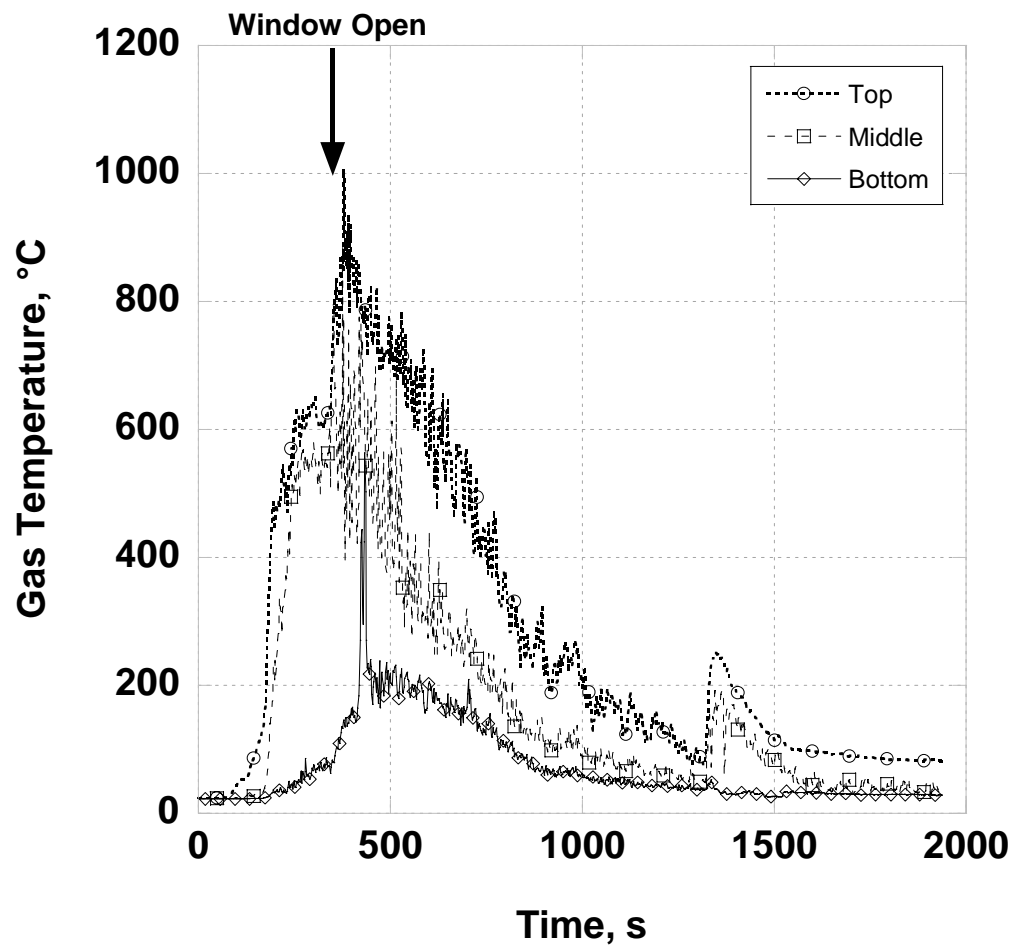 Window Open
1200
1000
800
600
400
200
0
Gas Temperature, °C
Top
Middle
Bottom
0 500 1000 1500 2000
Time, s